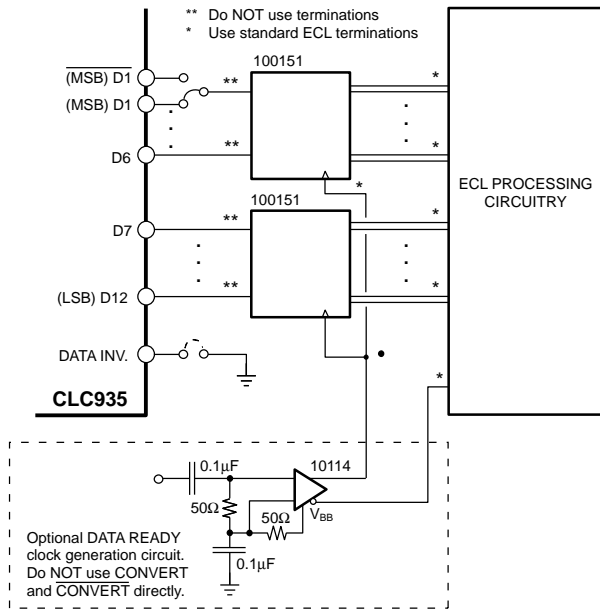 ** Do NOT use terminations
* Use standard ECL terminations
100151
(MSB) D1
**
*
(MSB) D1
D6
**
*
*
ECL PROCESSING
CIRCUITRY
100151
D7
**
*
(LSB) D12
**
*
DATA INV.
*
CLC935
0.1µF
10114
50Ω
50Ω
VBB
Optional DATA READY
clock generation circuit.
Do NOT use CONVERT
and CONVERT directly.
0.1µF